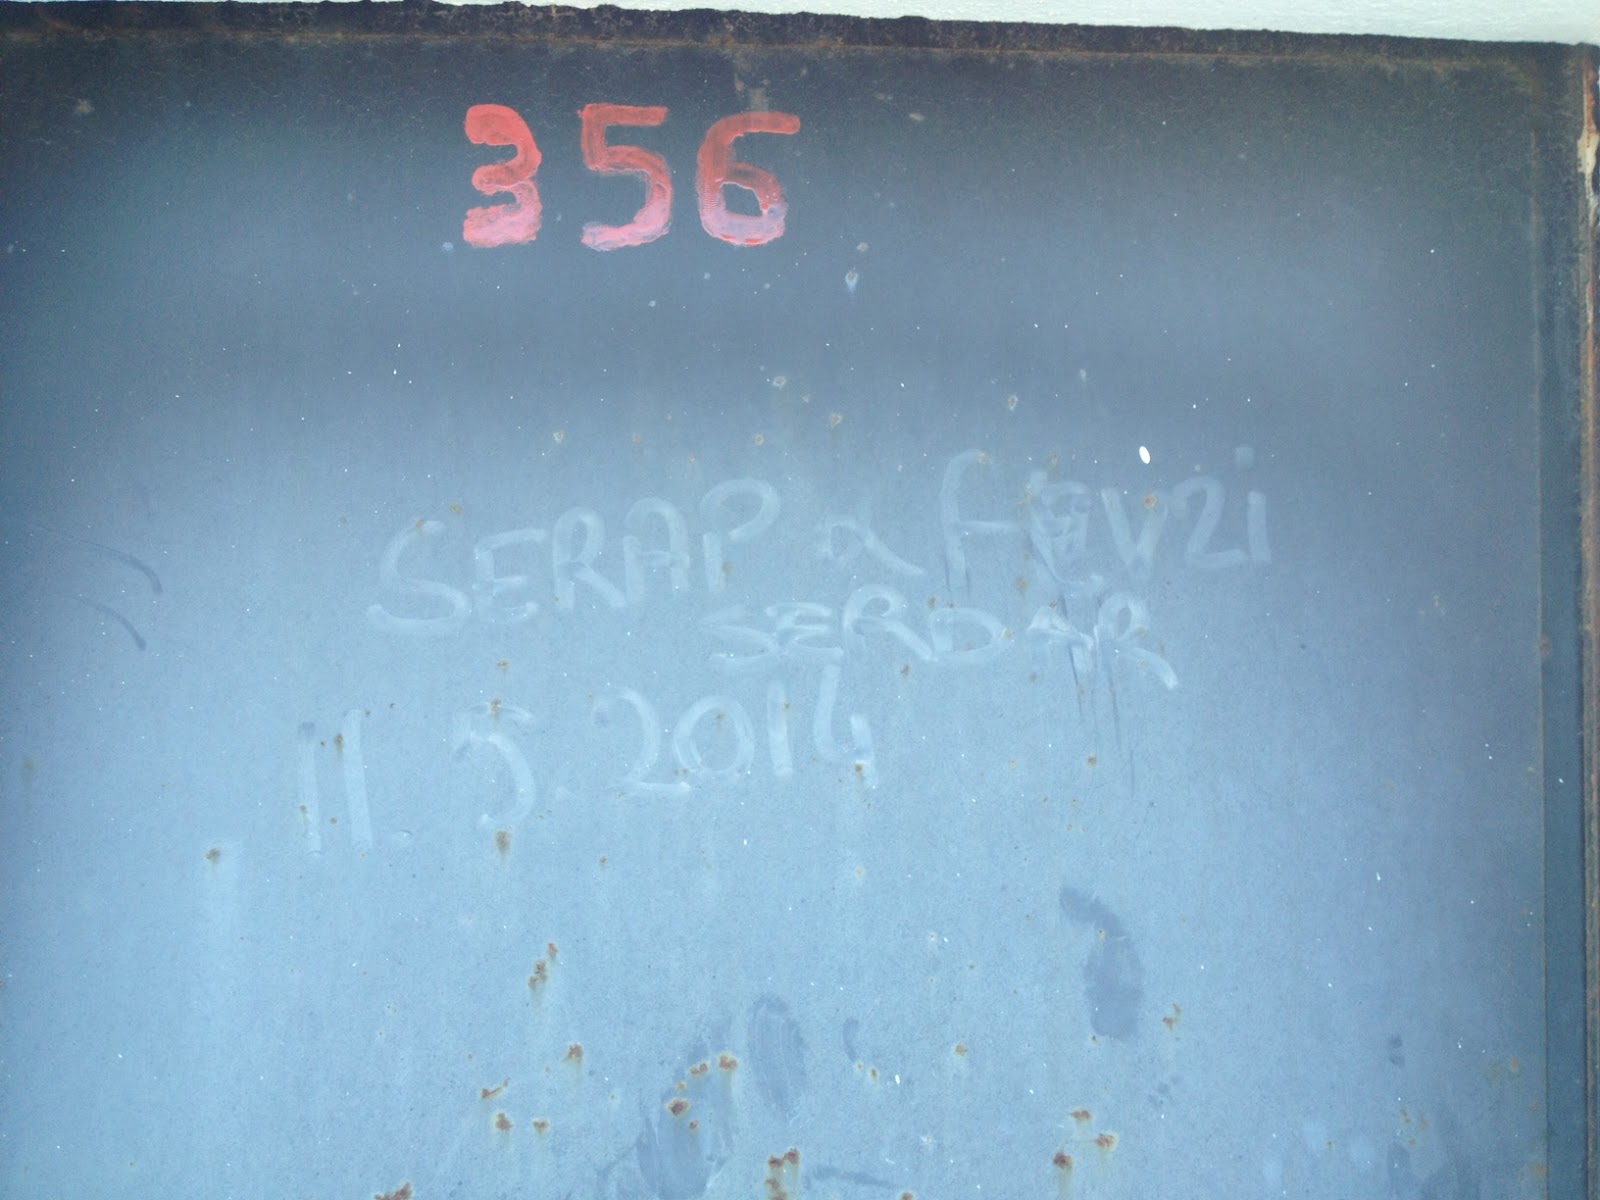 356
SERAP & fevzi
SERDAR
11.5.2014